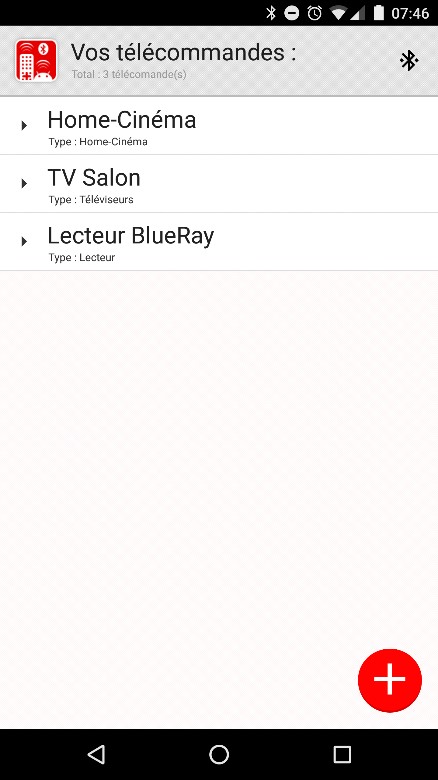 07:46
Vos télécommandes :
Total : 3 télécomande(s)
Home-Cinéma
Type : Home-Cinéma
TV Salon
Type : Téléviseurs
Lecteur BlueRay
Type : Lecteur